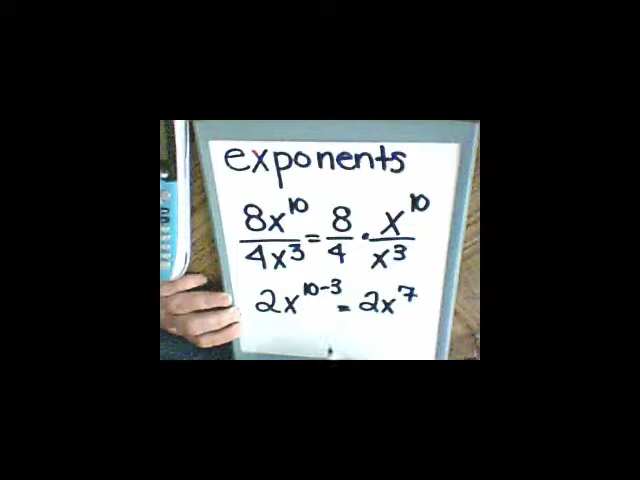 exponents
8x^10/4x^3 = 8/4 · x^10/x^3
2x^10-3 = 2x^7